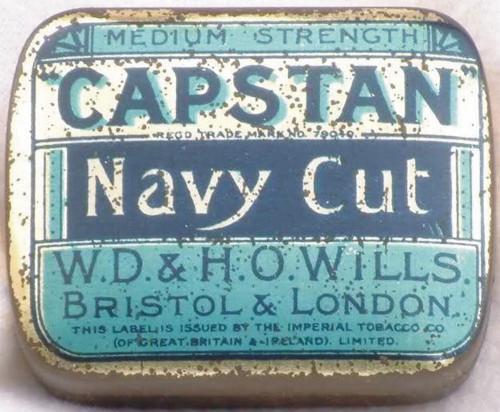 MEDIUM STRENGTH
"CAPSTAN"
REGD. TRADE MARK NO. 79040
Navy Cut
W.D. & H.O. WILLS.
BRISTOL & LONDON.
THIS LABEL IS ISSUED BY THE IMPERIAL TOBACCO CO.
(OF GREAT BRITAIN & IRELAND), LIMITED.